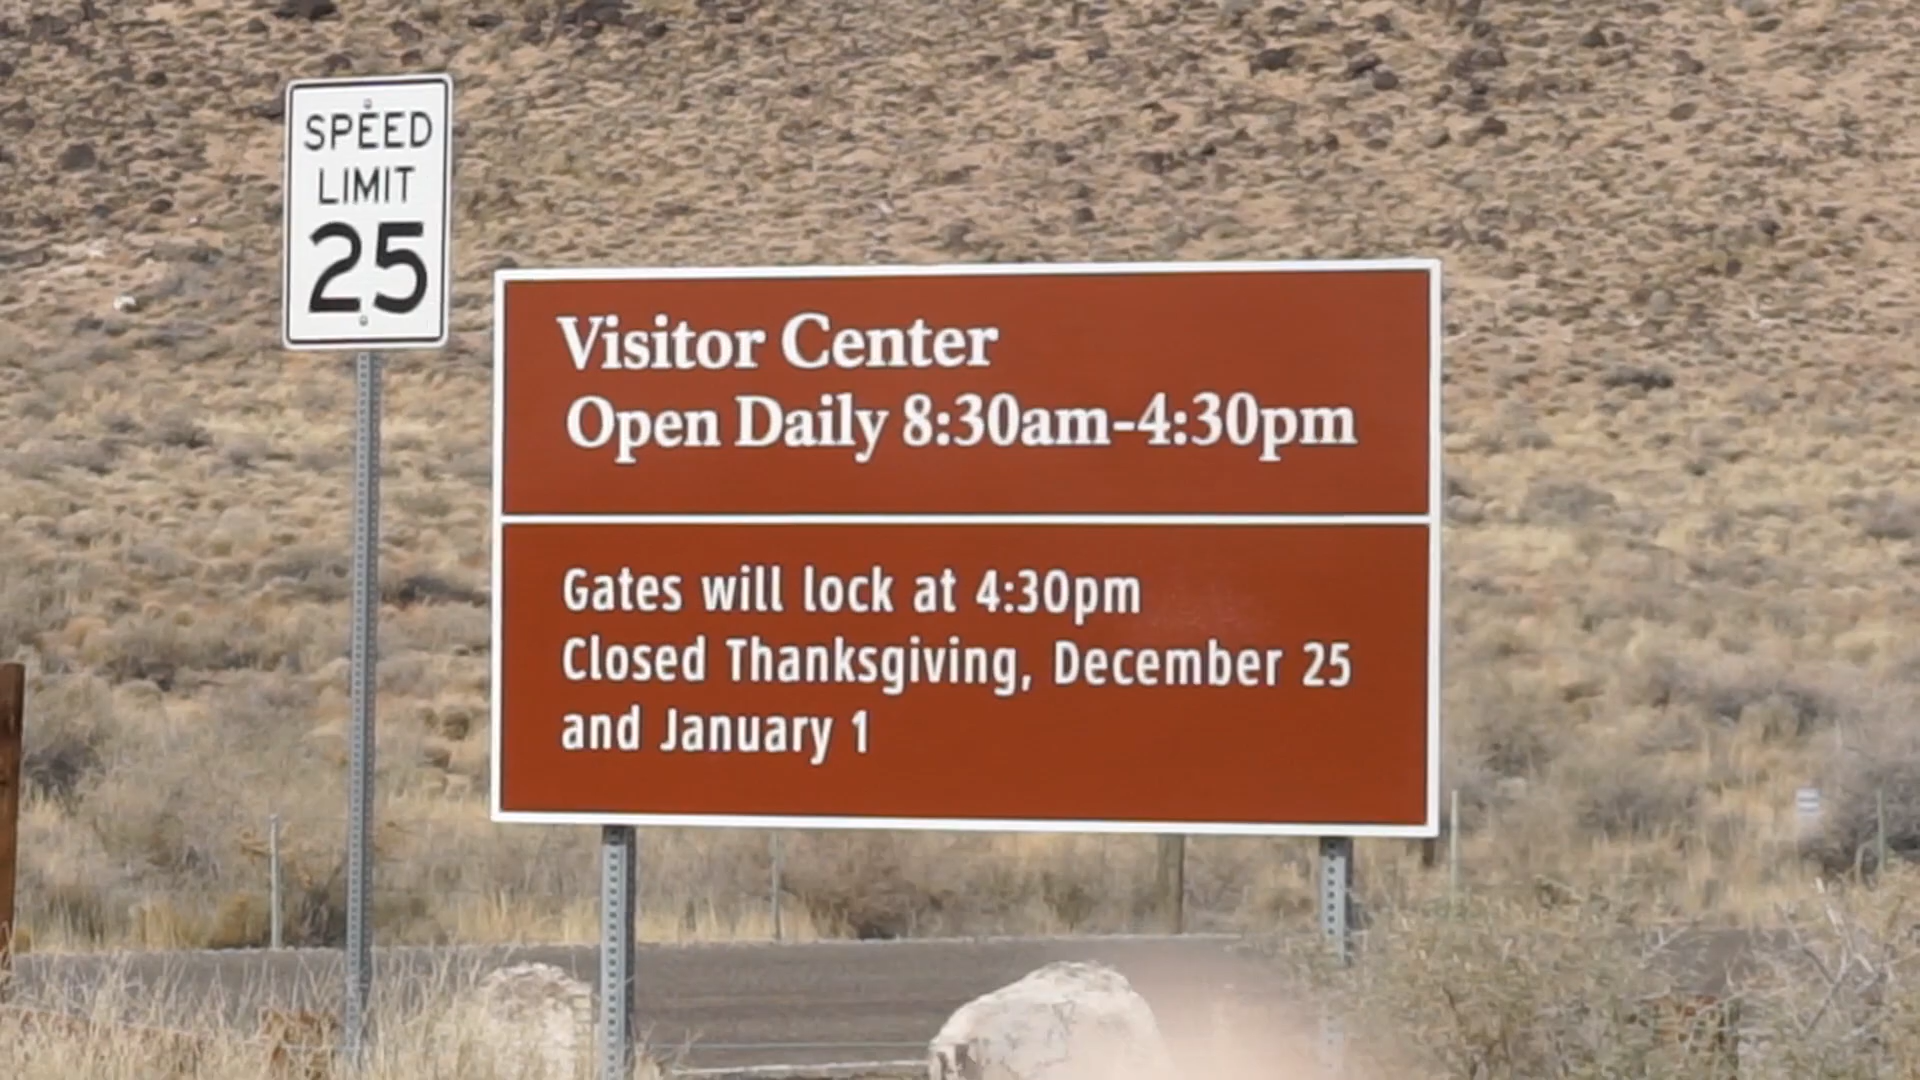 SPEED
LIMIT
25
Visitor Center
Open Daily 8:30am-4:30pm
Gates will lock at 4:30pm
Closed Thanksgiving, December 25
and January 1